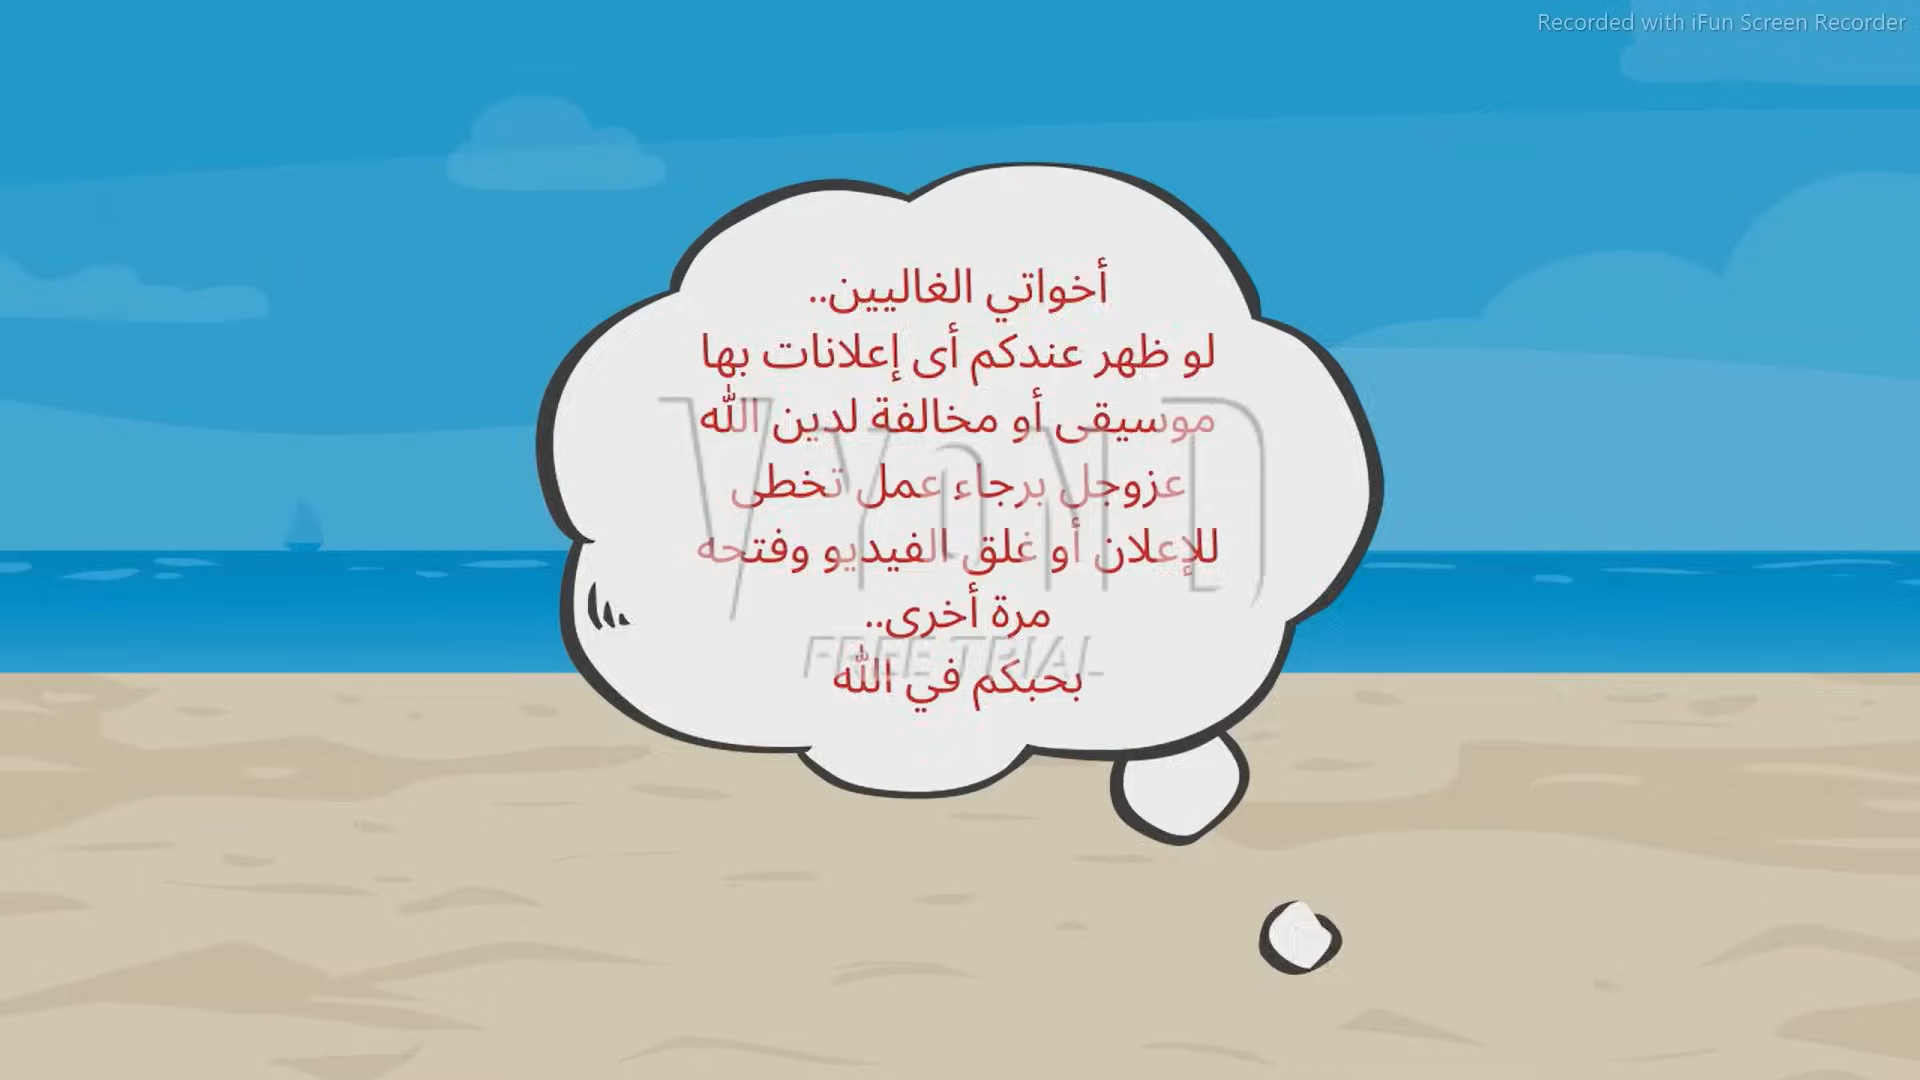 Recorded with iFun Screen Recorder
أخواتي الغاليين..
لو ظهر عندكم أى إعلانات بها
موسيقى أو مخالفة لدين الله
عزوجل برجاء عمل تخطى
للإعلان أو غلق الفيديو وفتحه
مرة أخرى..
بحبكم في الله
VYOND
FREE TRIAL